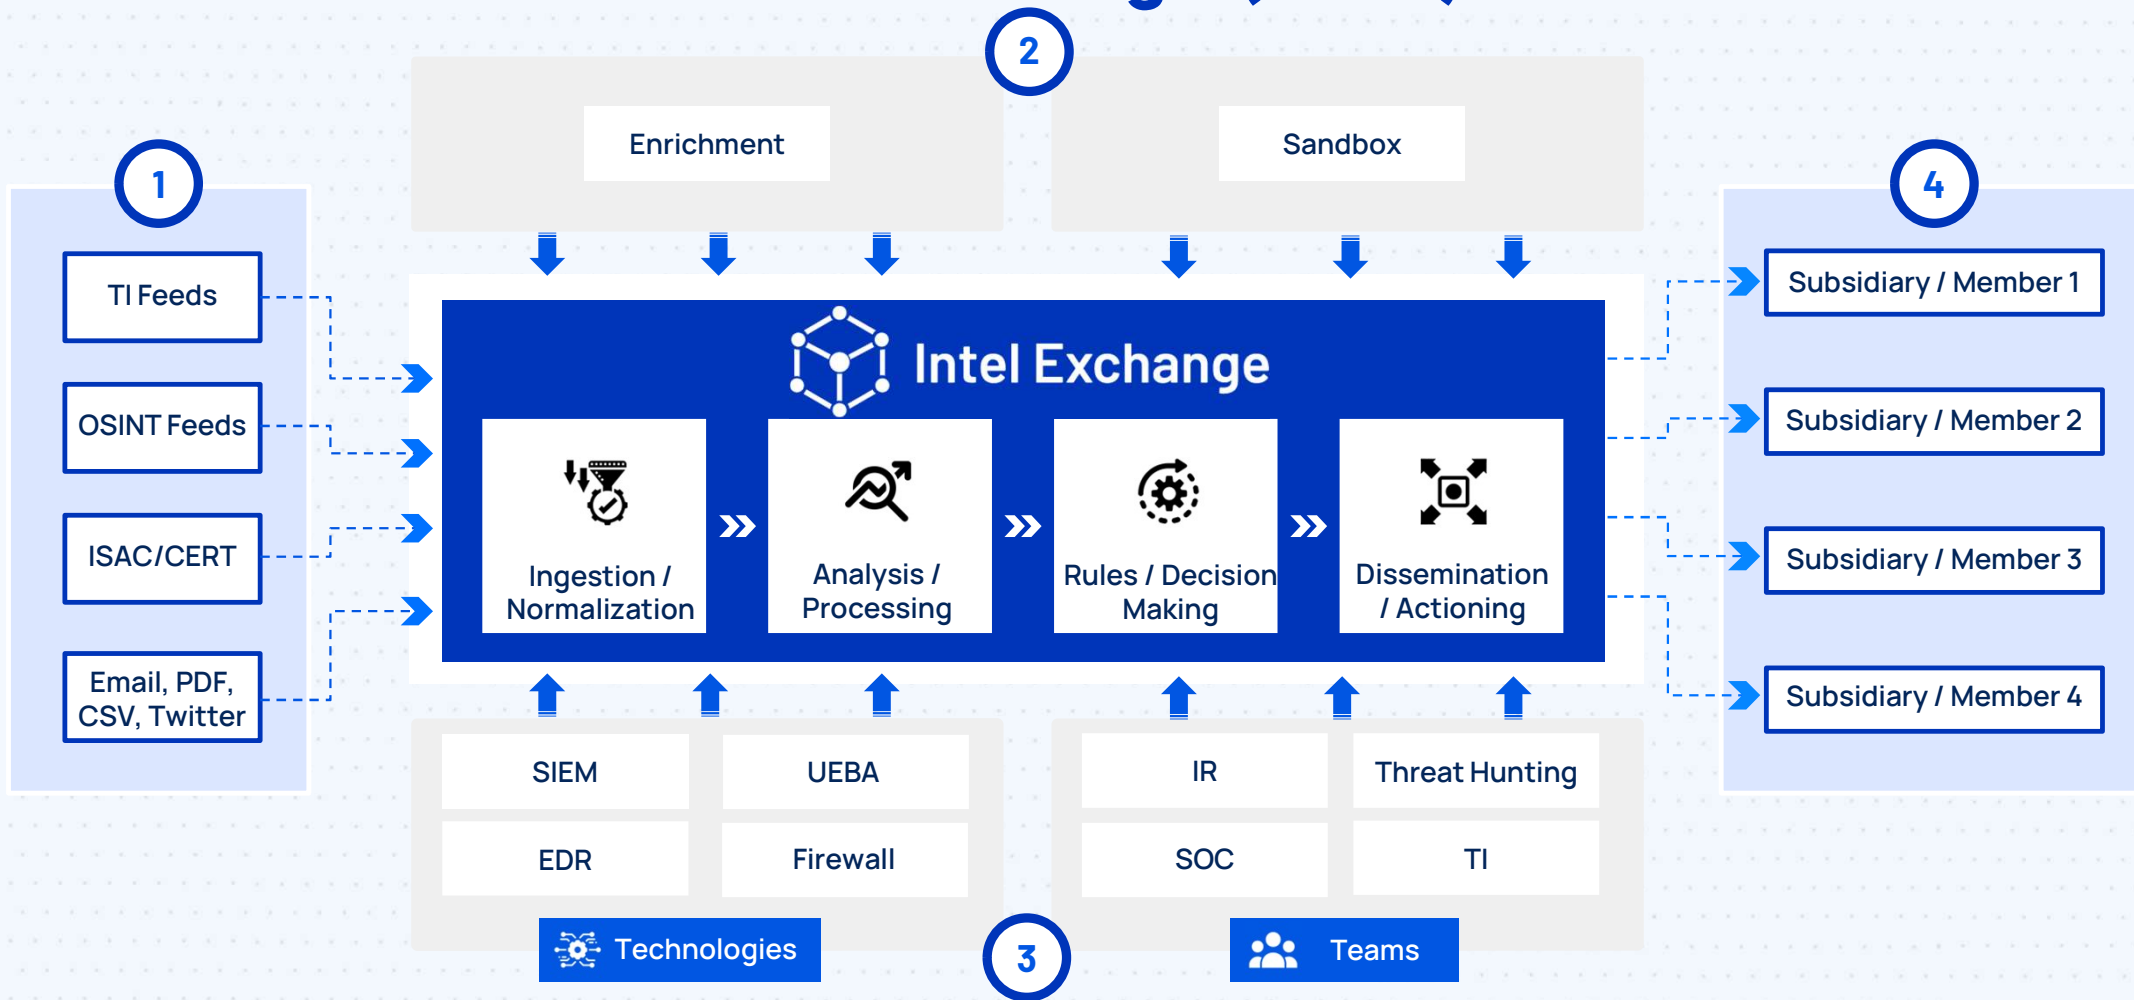 2
Enrichment
Sandbox
1
TI Feeds
OSINT Feeds
ISAC/CERT
Email, PDF,
CSV, Twitter
Intel Exchange
Ingestion /
Normalization
Analysis /
Processing
Rules / Decision
Making
Dissemination
/ Actioning
SIEM
UEBA
EDR
Firewall
Technologies
IR
Threat Hunting
SOC
TI
Teams
3
4
Subsidiary / Member 1
Subsidiary / Member 2
Subsidiary / Member 3
Subsidiary / Member 4